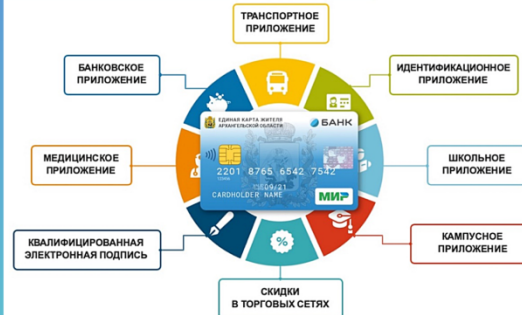 ТРАНСПОРТНОЕ
ПРИЛОЖЕНИЕ
БАНКОВСКОЕ
ПРИЛОЖЕНИЕ
ИДЕНТИФИКАЦИОННОЕ
ПРИЛОЖЕНИЕ
ЕДИНАЯ КАРТА ЖИТЕЛЯ
АРХАНГЕЛЬСКОЙ ОБЛАСТИ
БАНК
МЕДИЦИНСКОЕ
ПРИЛОЖЕНИЕ
ШКОЛЬНОЕ
ПРИЛОЖЕНИЕ
2201 8765 6542 7542
09/21
CARDHOLDER NAME
МИР
КВАЛИФИЦИРОВАННАЯ
ЭЛЕКТРОННАЯ ПОДПИСЬ
КАМПУСНОЕ
ПРИЛОЖЕНИЕ
%
СКИДКИ
В ТОРГОВЫХ СЕТЯХ